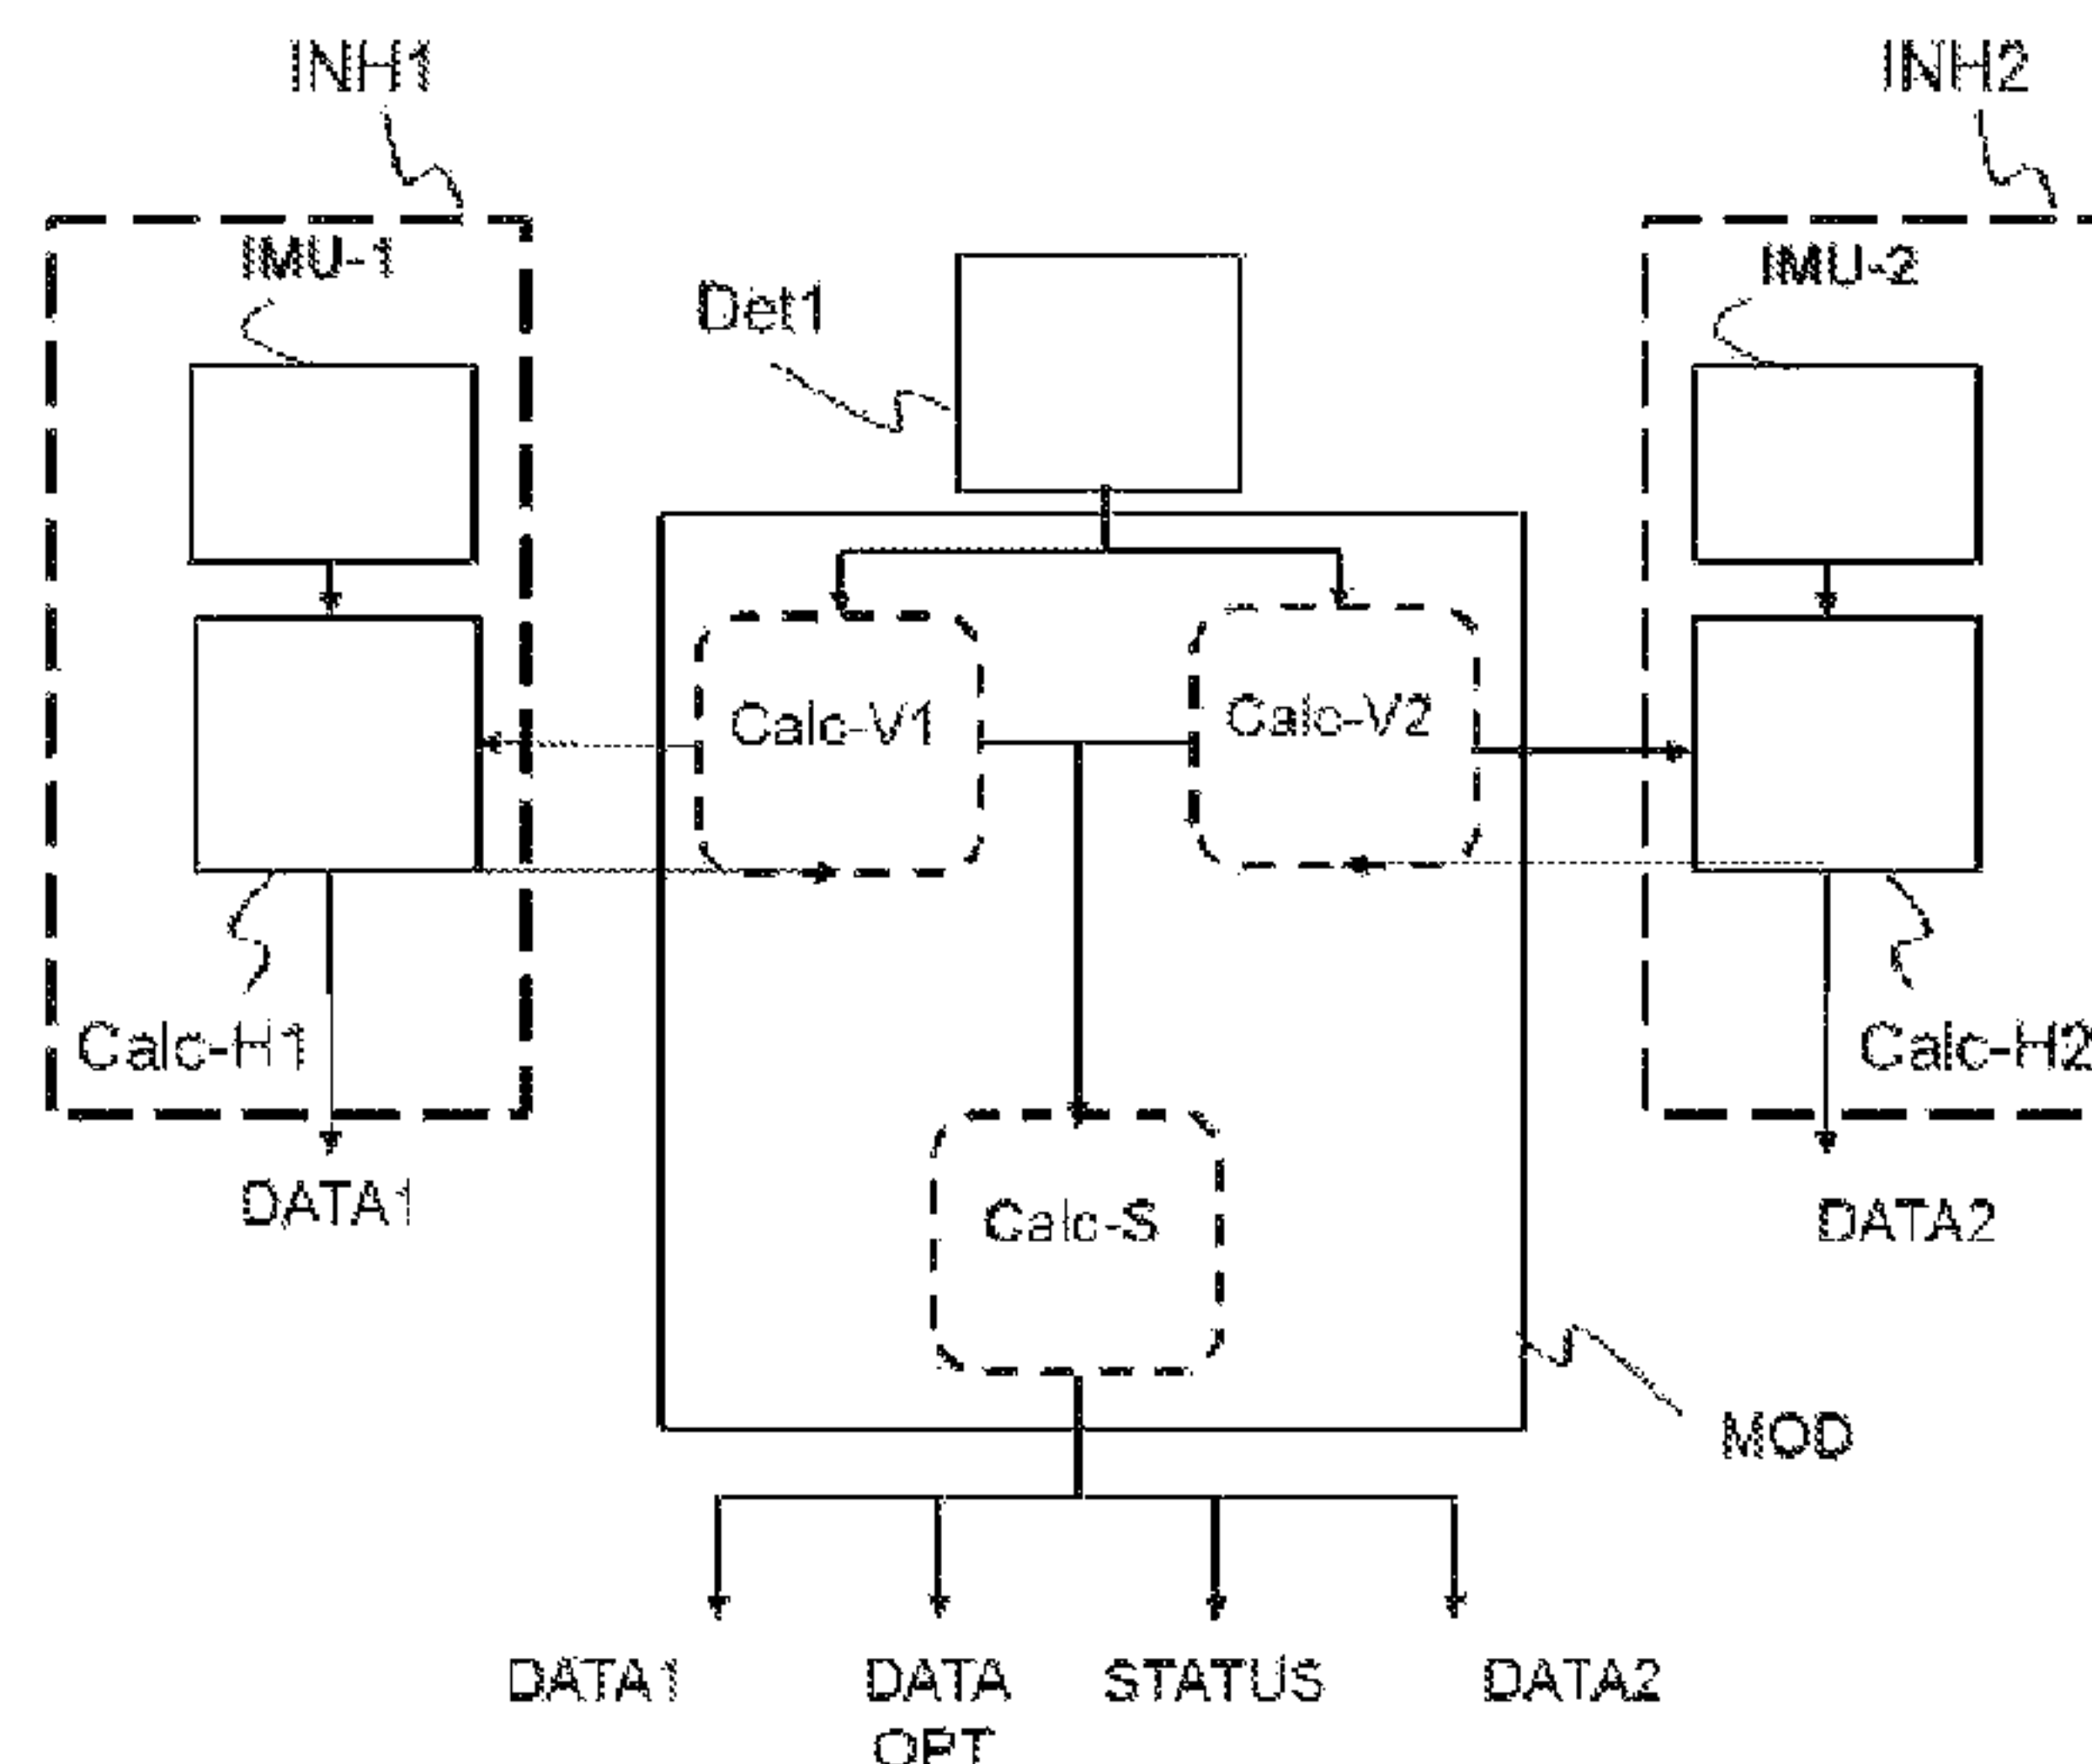 INH1
INH2
IMU-1
IMU-2
Det1
Calc-V1
Calc-V2
Calc-H1
Calc-H2
DATA1
Calc-S
DATA2
MOD
DATA1
DATA
STATUS
DATA2
OPT